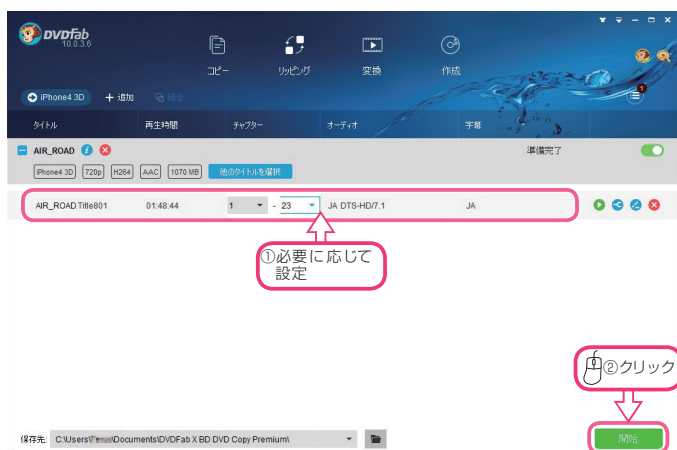 DVDFab
10.0.3.6
コピー リッピング 変換 作成
iPhone4 3D + 追加 統合
1
タイトル 再生時間 チャプター オーディオ 字幕
AIR_ROAD 準備完了
iPhone4 3D 720p H264 AAC 1070 MB 他のタイトルを選択
AIR_ROAD.Title801 01:48:44 1 - 23 JA DTS-HD/7.1 JA
①必要に応じて
設定
②クリック
保存先: C:\Users\ \Documents\DVDFab X BD DVD Copy Premium\ 開始